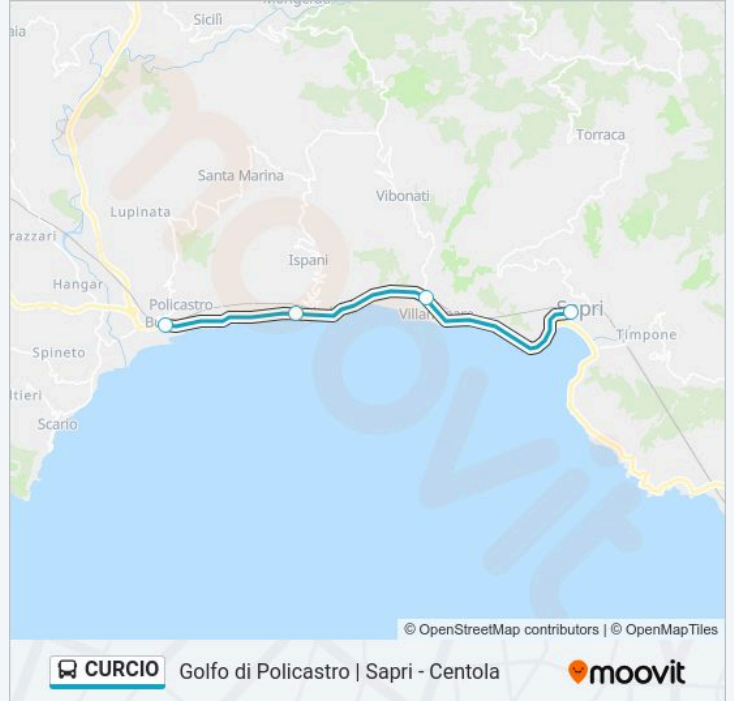 Sicilì
Torraca
Santa Marina
Vibonati
Lupinata
Ispani
Hangar
Policastro
Sapri
Timpone
Spineto
Scario
moovit
© OpenStreetMap contributors | © OpenMapTiles
CURCIO Golfo di Policastro | Sapri - Centola moovit